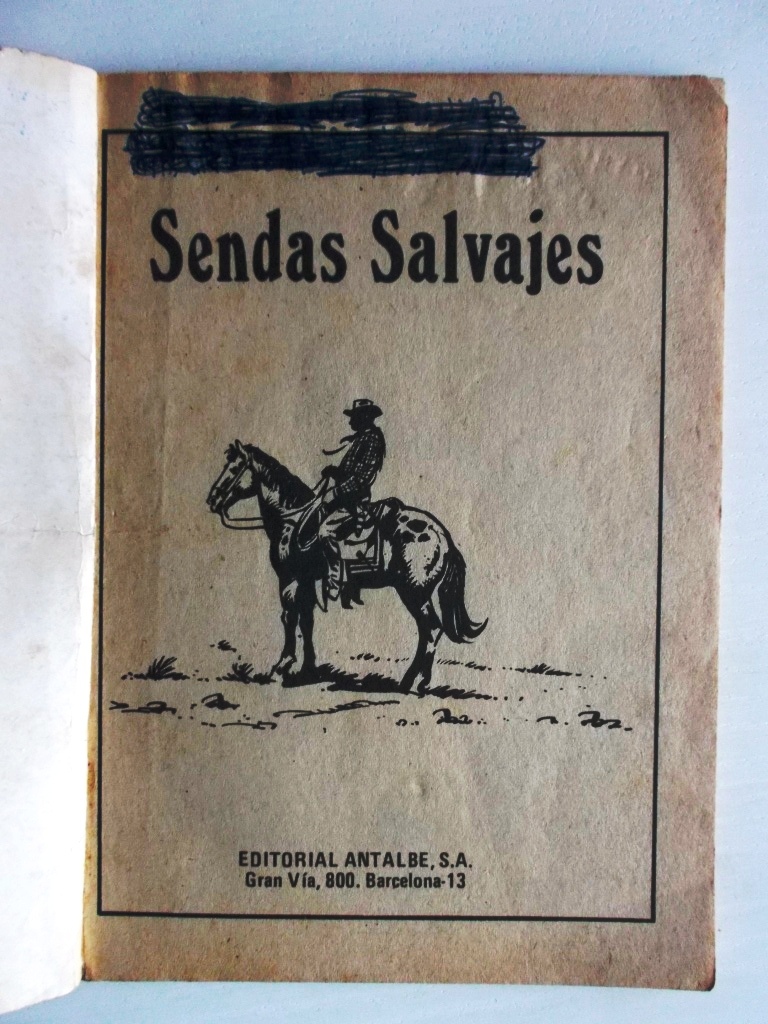 Sendas Salvajes
EDITORIAL ANTALBE, S.A.
Gran Vía, 800. Barcelona-13